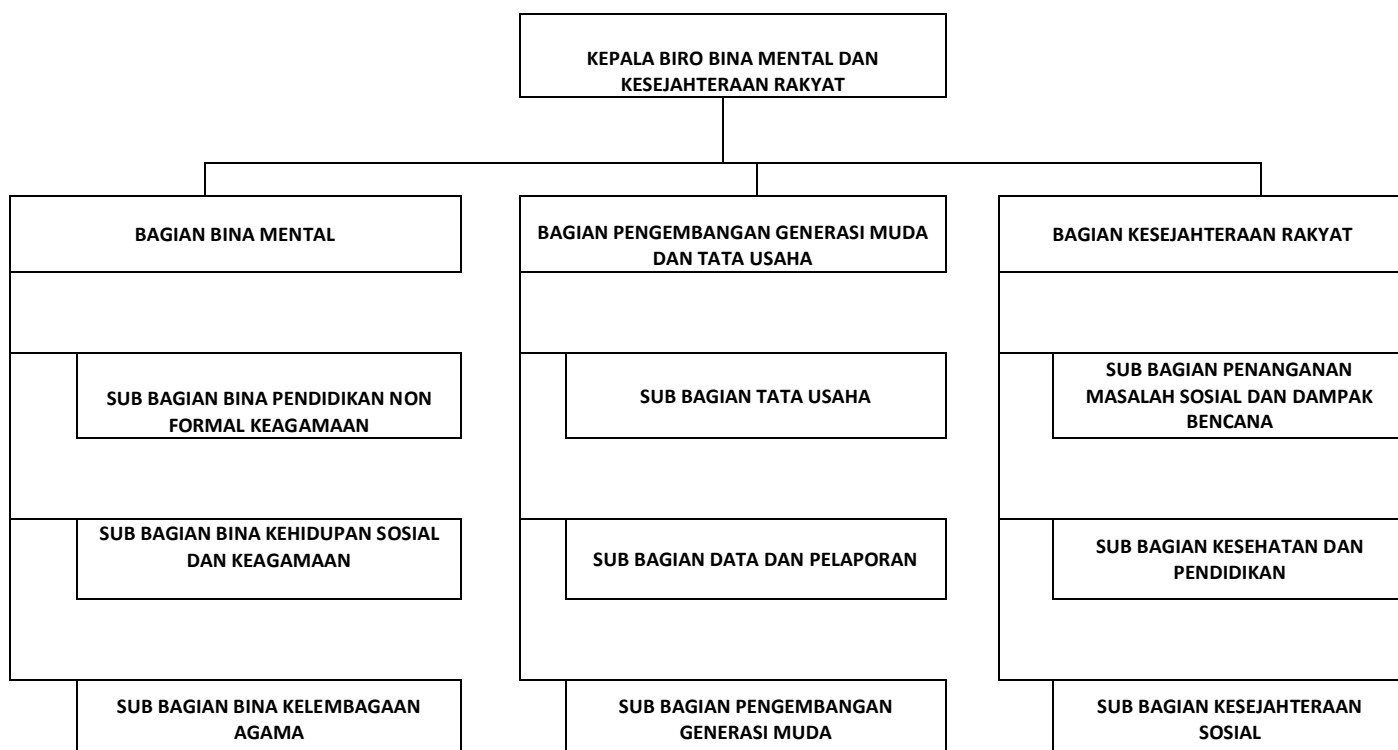 KEPALA BIRO BINA MENTAL DAN
KESEJAHTERAAN RAKYAT
BAGIAN BINA MENTAL
BAGIAN PENGEMBANGAN GENERASI MUDA
DAN TATA USAHA
BAGIAN KESEJAHTERAAN RAKYAT
SUB BAGIAN BINA PENDIDIKAN NON
FORMAL KEAGAMAAN
SUB BAGIAN TATA USAHA
SUB BAGIAN PENANGANAN
MASALAH SOSIAL DAN DAMPAK
BENCANA
SUB BAGIAN BINA KEHIDUPAN SOSIAL
DAN KEAGAMAAN
SUB BAGIAN DATA DAN PELAPORAN
SUB BAGIAN KESEHATAN DAN
PENDIDIKAN
SUB BAGIAN BINA KELEMBAGAAN
AGAMA
SUB BAGIAN PENGEMBANGAN
GENERASI MUDA
SUB BAGIAN KESEJAHTERAAN
SOSIAL